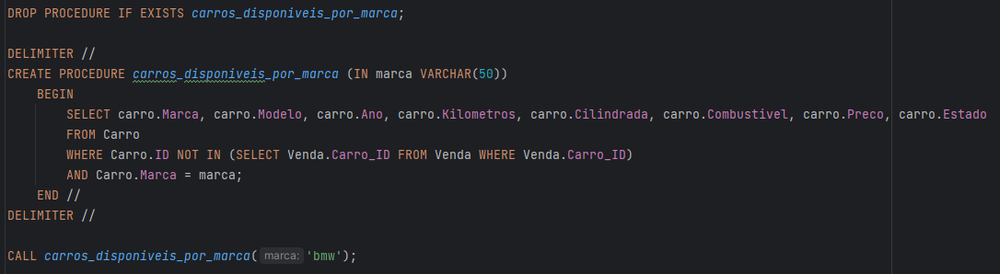 DROP PROCEDURE IF EXISTS carros_disponiveis_por_marca;
DELIMITER //
CREATE PROCEDURE carros_disponiveis_por_marca (IN marca VARCHAR(50))
BEGIN
SELECT carro.Marca, carro.Modelo, carro.Ano, carro.Kilometros, carro.Cilindrada, carro.Combustivel, carro.Preco, carro.Estado
FROM Carro
WHERE Carro.ID NOT IN (SELECT Venda.Carro_ID FROM Venda WHERE Venda.Carro_ID)
AND Carro.Marca = marca;
END //
DELIMITER //
CALL carros_disponiveis_por_marca( marca: 'bmw');